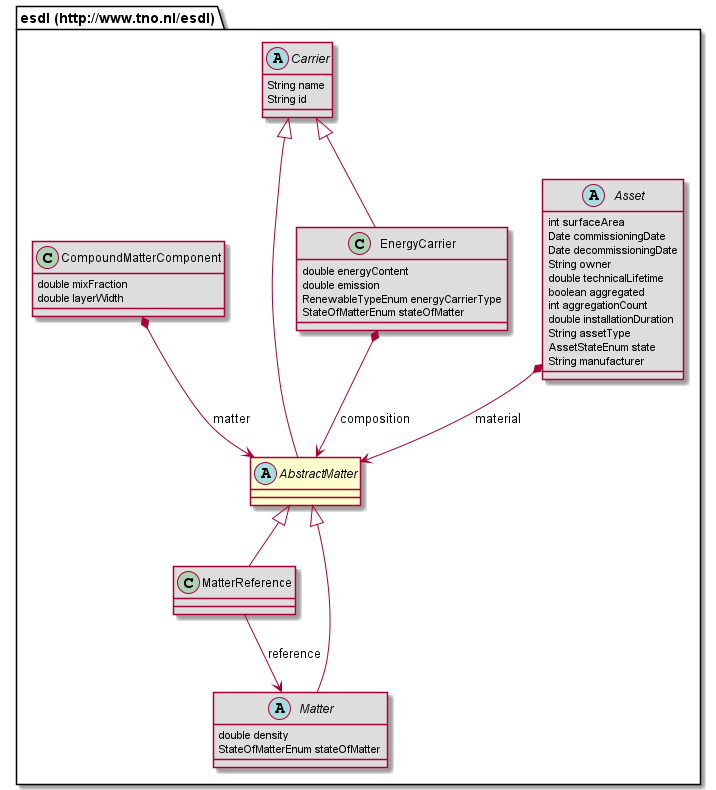 esdl (http://www.tno.nl/esdl)
A Carrier
String name
String id
A Asset
int surfaceArea
Date commissioningDate
Date decommissioningDate
String owner
double technicalLifetime
boolean aggregated
int aggregationCount
double installationDuration
String assetType
AssetStateEnum state
String manufacturer
C EnergyCarrier
double energyContent
double emission
RenewableTypeEnum energyCarrierType
StateOfMatterEnum stateOfMatter
C CompoundMatterComponent
double mixFraction
double layerWidth
matter
composition
material
A AbstractMatter
C MatterReference
reference
A Matter
double density
StateOfMatterEnum stateOfMatter